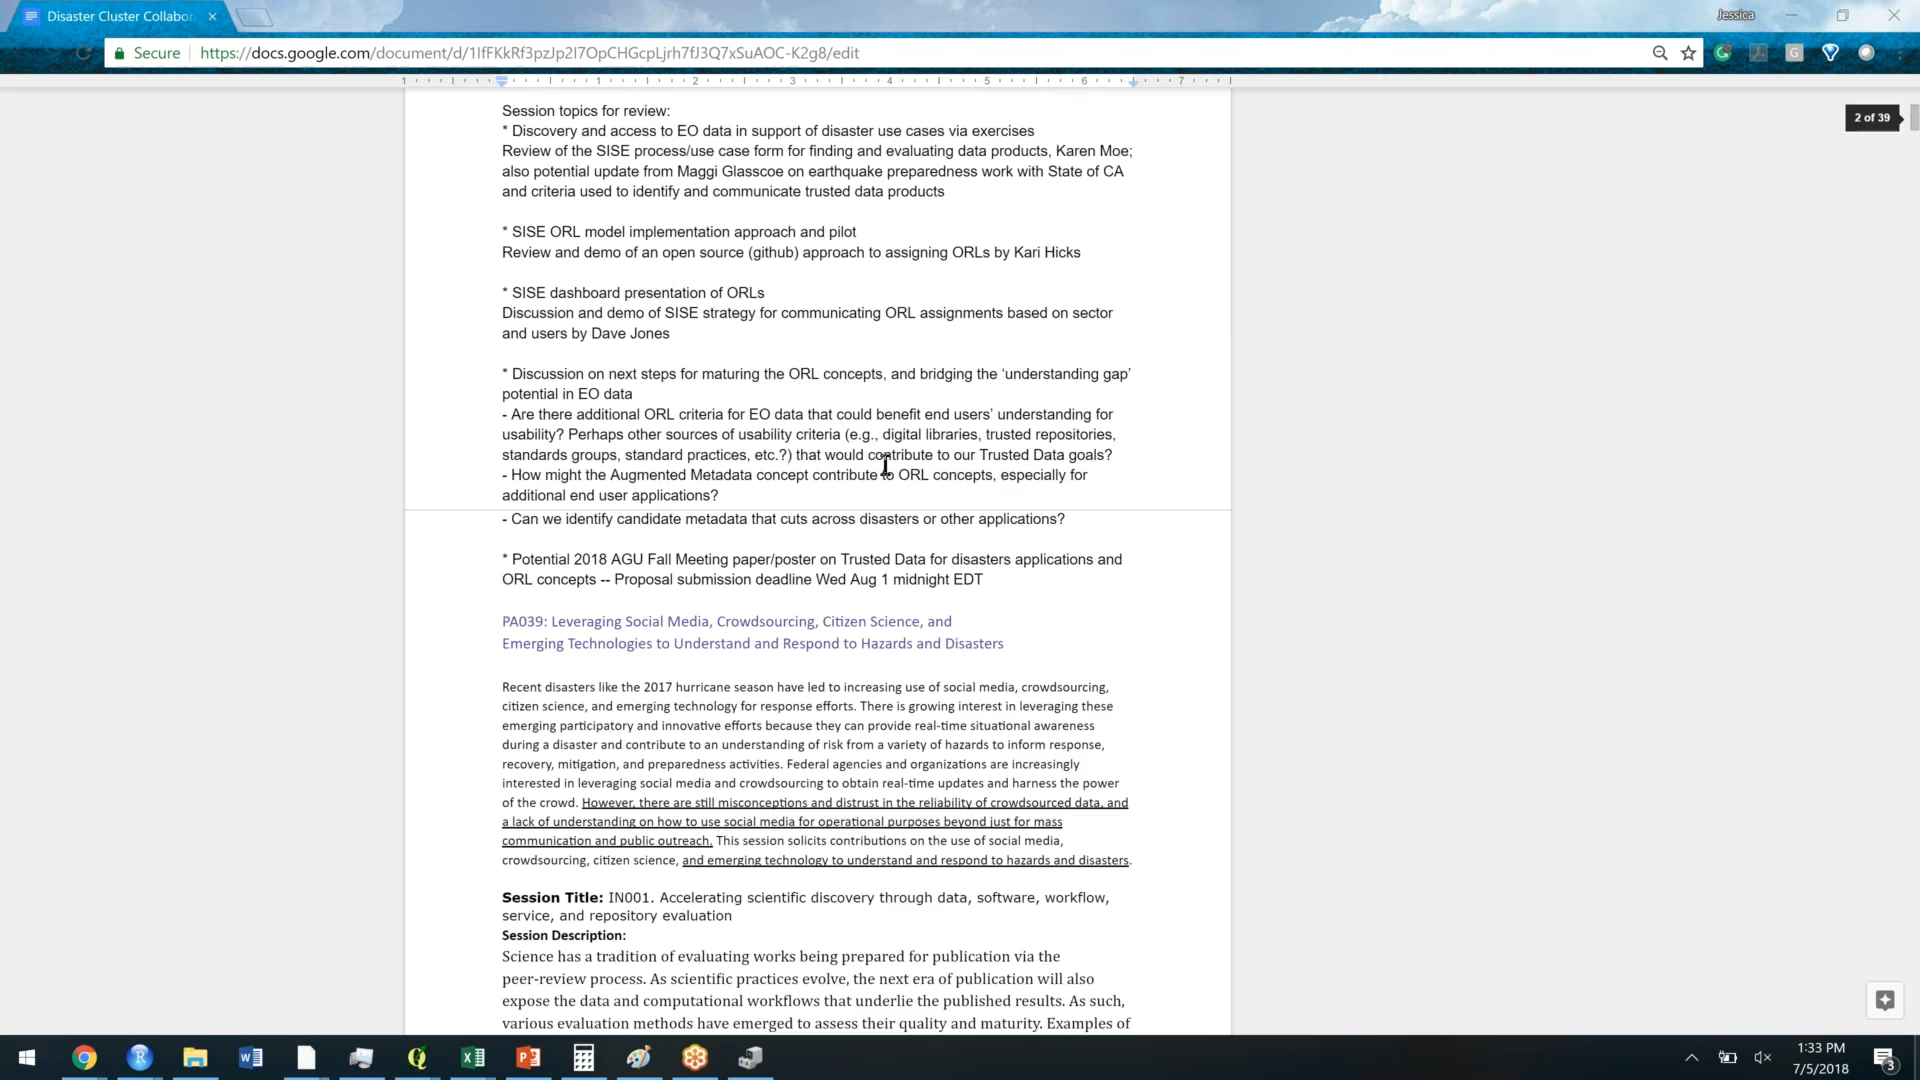 Disaster Cluster Collabor
Jessica
Secure
https://docs.google.com/document/d/1IfFKkRf3pzJp2I7OpCHGcpLjrh7fJ3Q7xSuAOC-K2g8/edit
1 1 2 3 4 5 6 7
Session topics for review:
* Discovery and access to EO data in support of disaster use cases via exercises
Review of the SISE process/use case form for finding and evaluating data products, Karen Moe;
also potential update from Maggi Glasscoe on earthquake preparedness work with State of CA
and criteria used to identify and communicate trusted data products
* SISE ORL model implementation approach and pilot
Review and demo of an open source (github) approach to assigning ORLs by Kari Hicks
* SISE dashboard presentation of ORLs
Discussion and demo of SISE strategy for communicating ORL assignments based on sector
and users by Dave Jones
* Discussion on next steps for maturing the ORL concepts, and bridging the ‘understanding gap’
potential in EO data
- Are there additional ORL criteria for EO data that could benefit end users’ understanding for
usability? Perhaps other sources of usability criteria (e.g., digital libraries, trusted repositories,
standards groups, standard practices, etc.?) that would contribute to our Trusted Data goals?
- How might the Augmented Metadata concept contribute to ORL concepts, especially for
additional end user applications?
- Can we identify candidate metadata that cuts across disasters or other applications?
* Potential 2018 AGU Fall Meeting paper/poster on Trusted Data for disasters applications and
ORL concepts -- Proposal submission deadline Wed Aug 1 midnight EDT
PA039: Leveraging Social Media, Crowdsourcing, Citizen Science, and
Emerging Technologies to Understand and Respond to Hazards and Disasters
Recent disasters like the 2017 hurricane season have led to increasing use of social media, crowdsourcing,
citizen science, and emerging technology for response efforts. There is growing interest in leveraging these
emerging participatory and innovative efforts because they can provide real-time situational awareness
during a disaster and contribute to an understanding of risk from a variety of hazards to inform response,
recovery, mitigation, and preparedness activities. Federal agencies and organizations are increasingly
interested in leveraging social media and crowdsourcing to obtain real-time updates and harness the power
of the crowd. However, there are still misconceptions and distrust in the reliability of crowdsourced data, and
a lack of understanding on how to use social media for operational purposes beyond just for mass
communication and public outreach. This session solicits contributions on the use of social media,
crowdsourcing, citizen science, and emerging technology to understand and respond to hazards and disasters.
Session Title: IN001. Accelerating scientific discovery through data, software, workflow,
service, and repository evaluation
Session Description:
Science has a tradition of evaluating works being prepared for publication via the
peer-review process. As scientific practices evolve, the next era of publication will also
expose the data and computational workflows that underlie the published results. As such,
various evaluation methods have emerged to assess their quality and maturity. Examples of
2 of 39
1:33 PM
7/5/2018
3